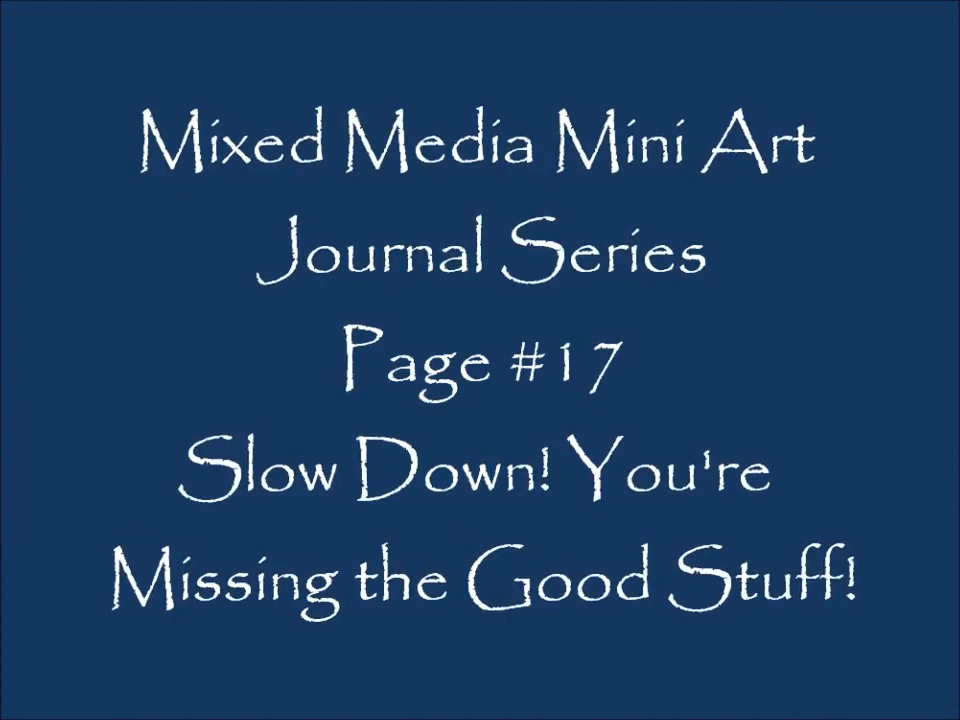 Mixed Media Mini Art
Journal Series
Page #17
Slow Down! You're
Missing the Good Stuff!